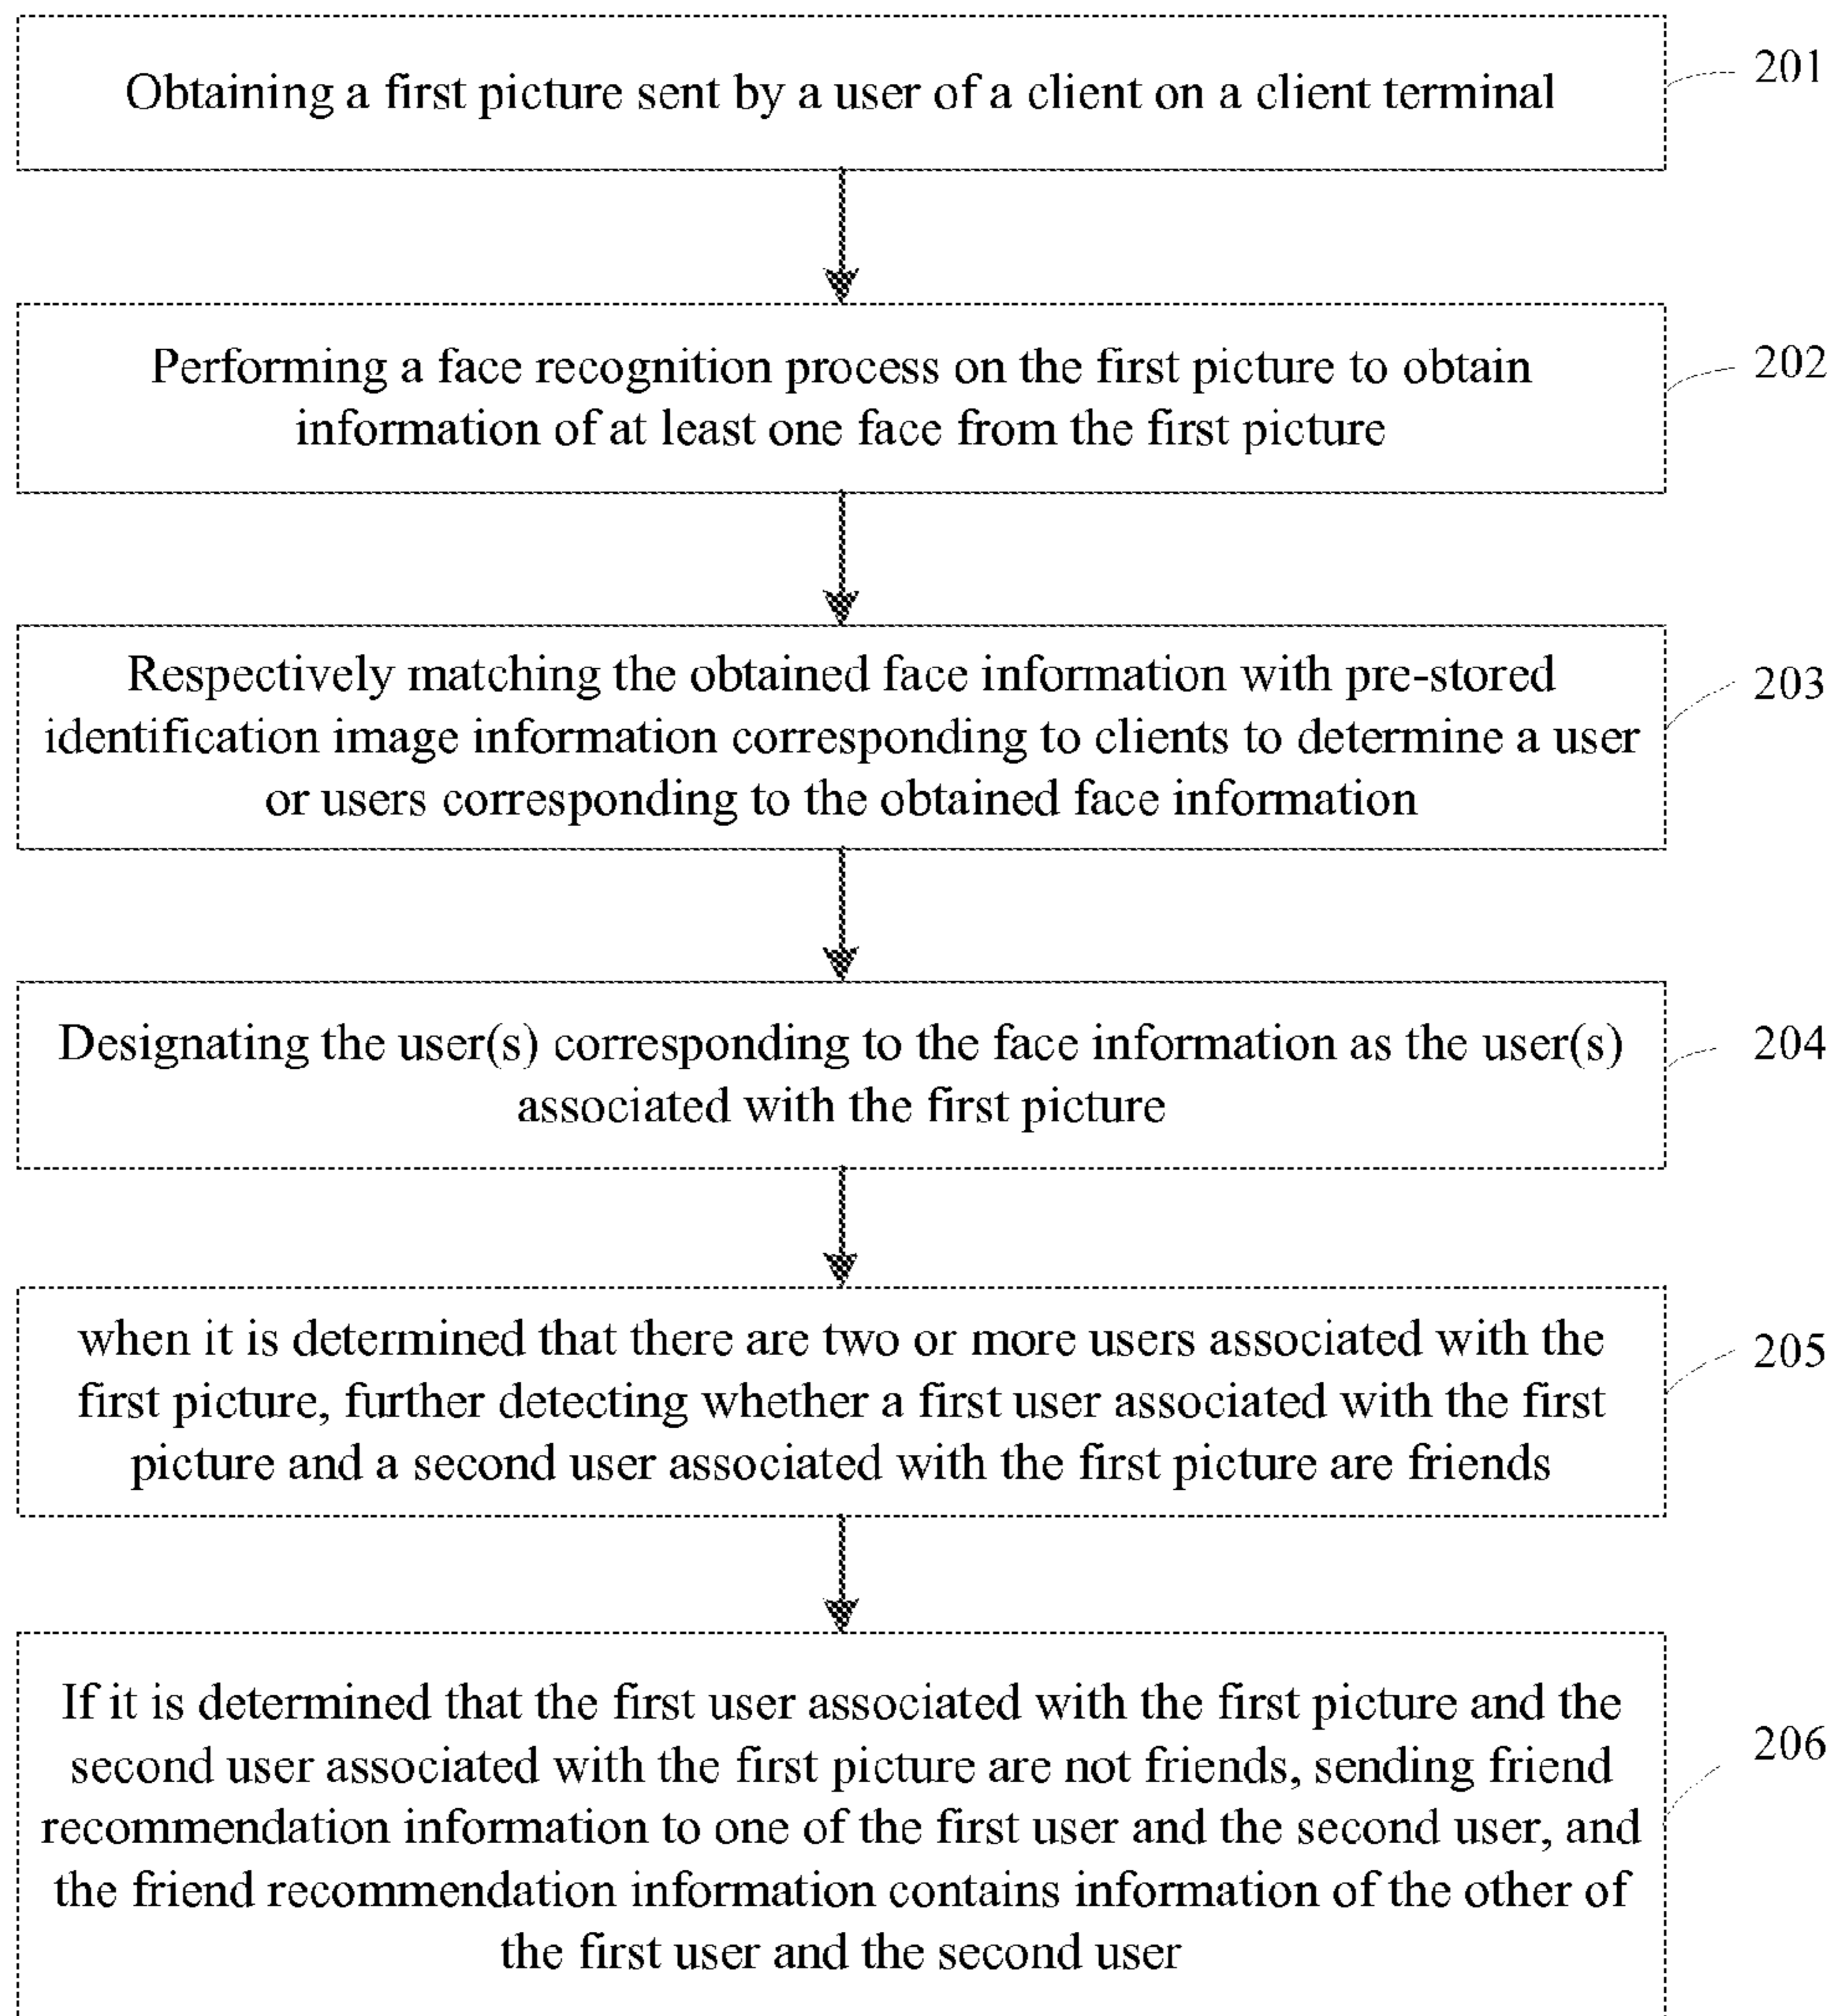 Obtaining a first picture sent by a user of a client on a client terminal
201
Performing a face recognition process on the first picture to obtain
information of at least one face from the first picture
202
Respectively matching the obtained face information with pre-stored
identification image information corresponding to clients to determine a user
or users corresponding to the obtained face information
203
Designating the user(s) corresponding to the face information as the user(s)
associated with the first picture
204
when it is determined that there are two or more users associated with the
first picture, further detecting whether a first user associated with the first
picture and a second user associated with the first picture are friends
205
If it is determined that the first user associated with the first picture and the
second user associated with the first picture are not friends, sending friend
recommendation information to one of the first user and the second user, and
the friend recommendation information contains information of the other of
the first user and the second user
206